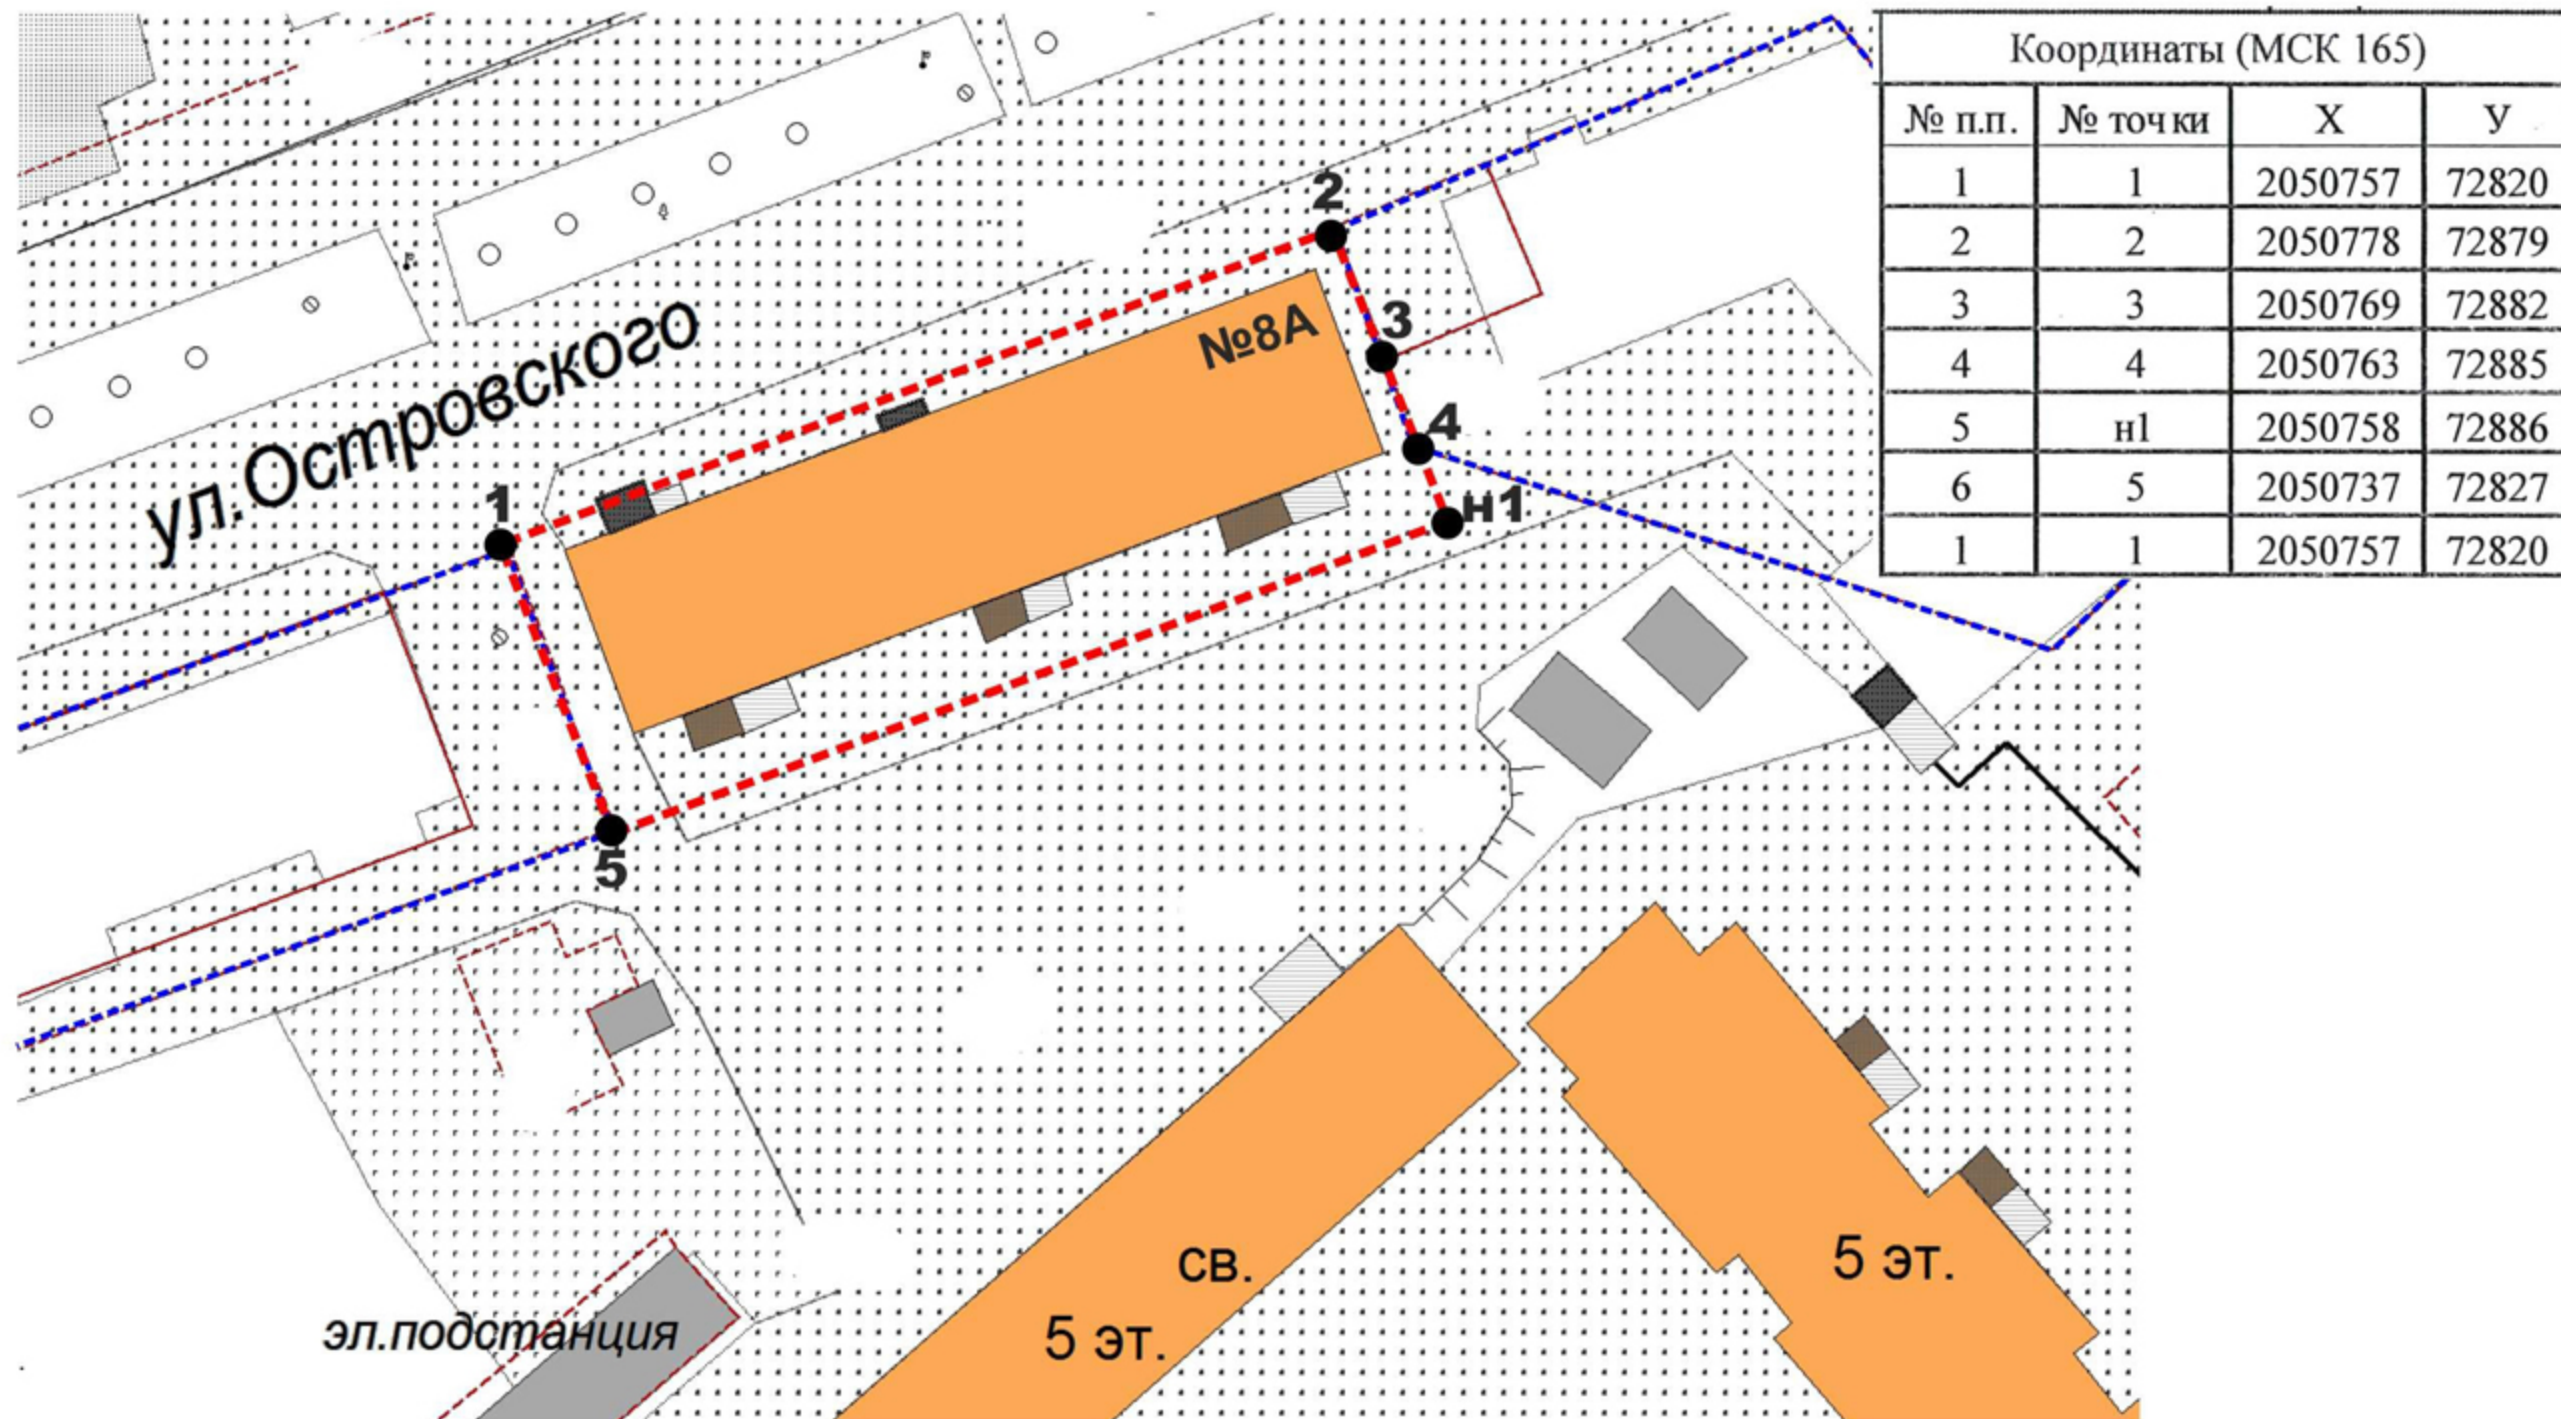 Координаты (МСК 165)
№ п.п. № точки X У
1 1 2050757 72820
2 2 2050778 72879
3 3 2050769 72882
4 4 2050763 72885
5 н1 2050758 72886
6 5 2050737 72827
1 1 2050757 72820
2
№8А
3
ул.Островского
4
1
н1
5
св.
5 эт.
5 эт.
эл.подстанция